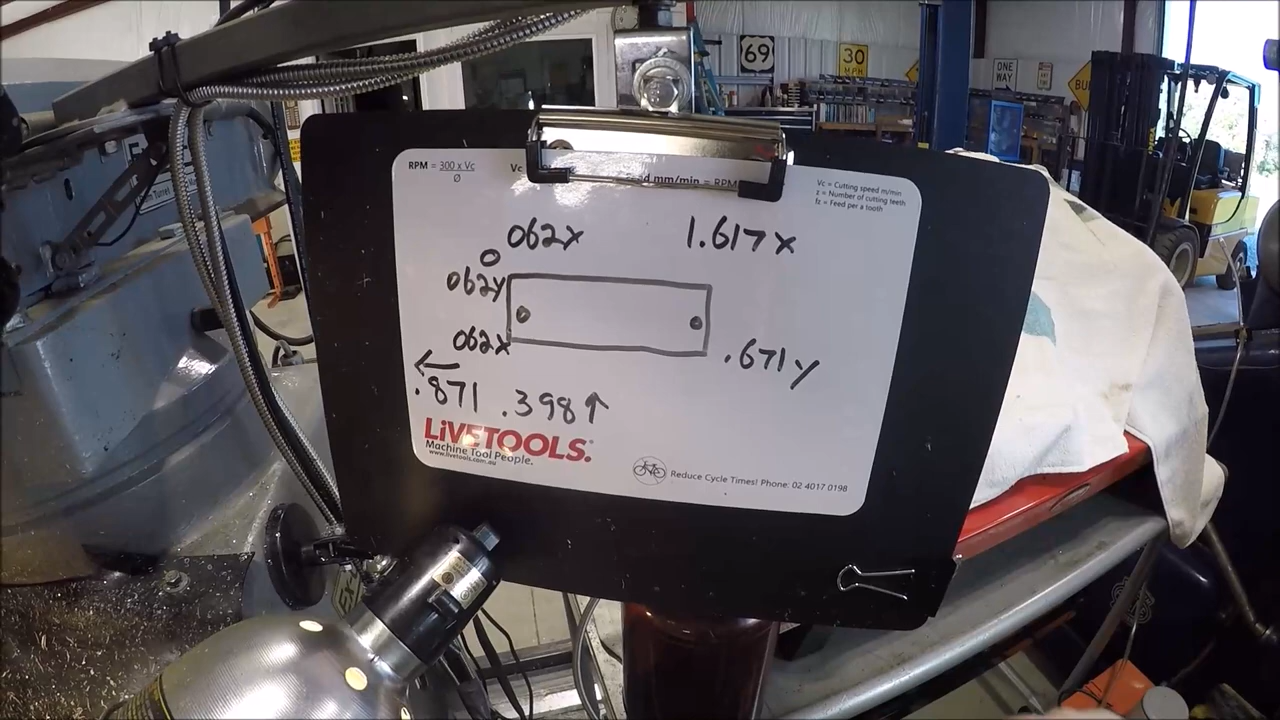 69
30
M.P.H.
ONE
WAY
BU
RPM = 300 x Vc
Ø
Vc
ed mm/min = RPM
Vc = Cutting speed m/min
z = Number of cutting teeth
fz = Feed per a tooth
062x
1.617x
062y
062x
.671y
←
.871 .398↑
LiVETOOLS.
Machine Tool People.
www.livetools.com.au
Reduce Cycle Times! Phone: 02 4017 0198